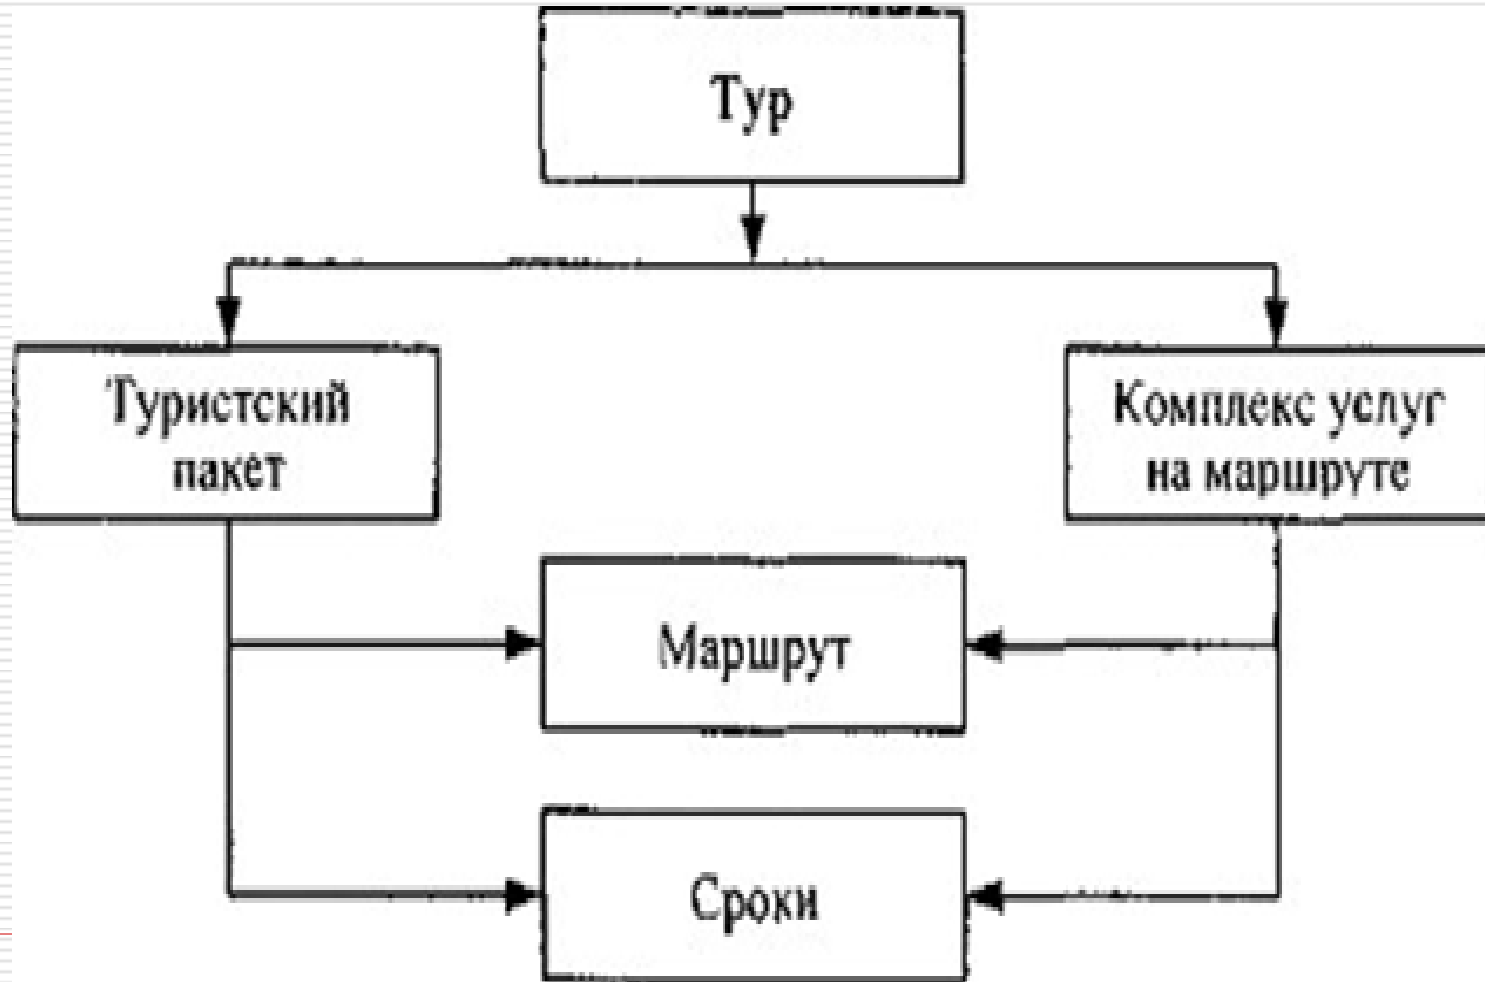 Тур
Туристский
пакет
Комплекс услуг
на маршруте
Маршрут
Сроки